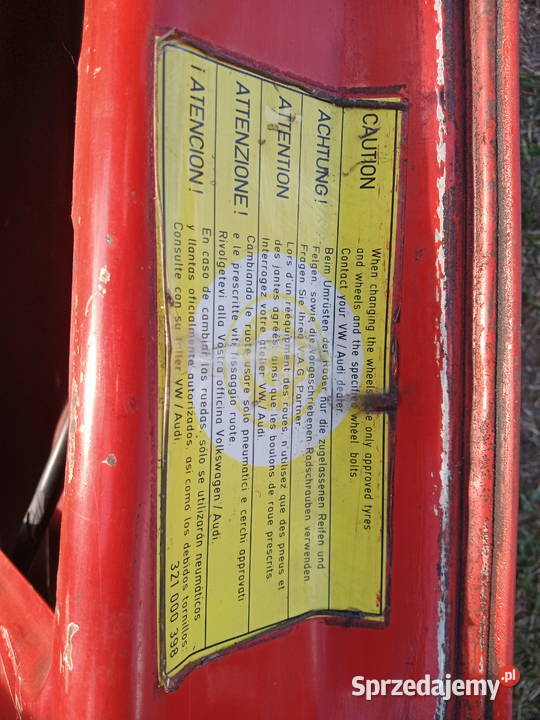 CAUTION
When changing the wheels use only approved tyres
and wheels and the specified wheel bolts.
Contact your VW / Audi dealer.
ACHTUNG!
Beim Umrüsten der Räder nur die zugelassenen Reifen und
Felgen, sowie die vorgeschriebenen Radschrauben verwenden.
Fragen Sie Ihren V.A.G Partner.
ATTENTION
Lors d'un rééquipment des roues, n'utilisez que des pneus et
des jantes agréés ainsi que les boulons de roue prescrits.
Interrogez votre atelier VW / Audi.
ATTENZIONE!
Cambiando le ruote usare solo pneumatici e cerchi approvati
e le prescritte viti fissaggio ruote.
Rivolgetevi alla Vostra officina Volkswagen / Audi.
¡ ATENCION !
En caso de cambiar las ruedas, sólo se utilizarán neumáticos
y llantas oficialmente autorizados, así como los debidos tornillos.
Consulte con su taller VW / Audi.
321 000 398
Sprzedajemy.pl